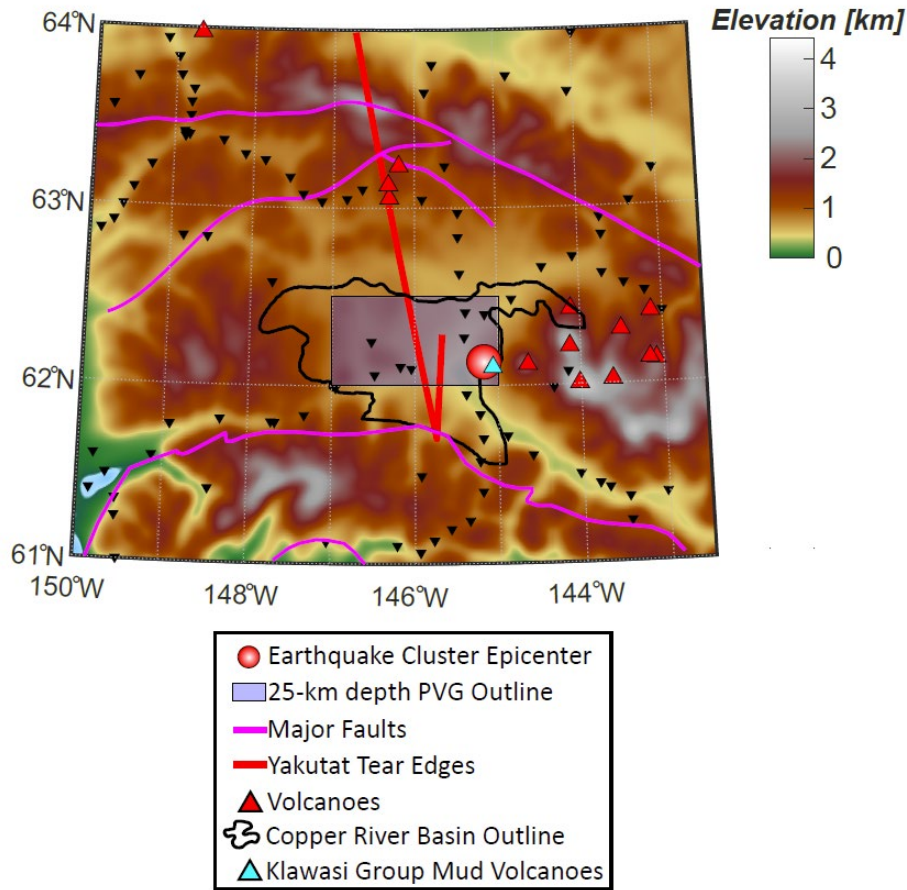 64°N
63°N
62°N
61°N
150°W
148°W
146°W
144°W
Elevation [km]
4
3
2
1
0
Earthquake Cluster Epicenter
25-km depth PVG Outline
Major Faults
Yakutat Tear Edges
Volcanoes
Copper River Basin Outline
Klawasi Group Mud Volcanoes